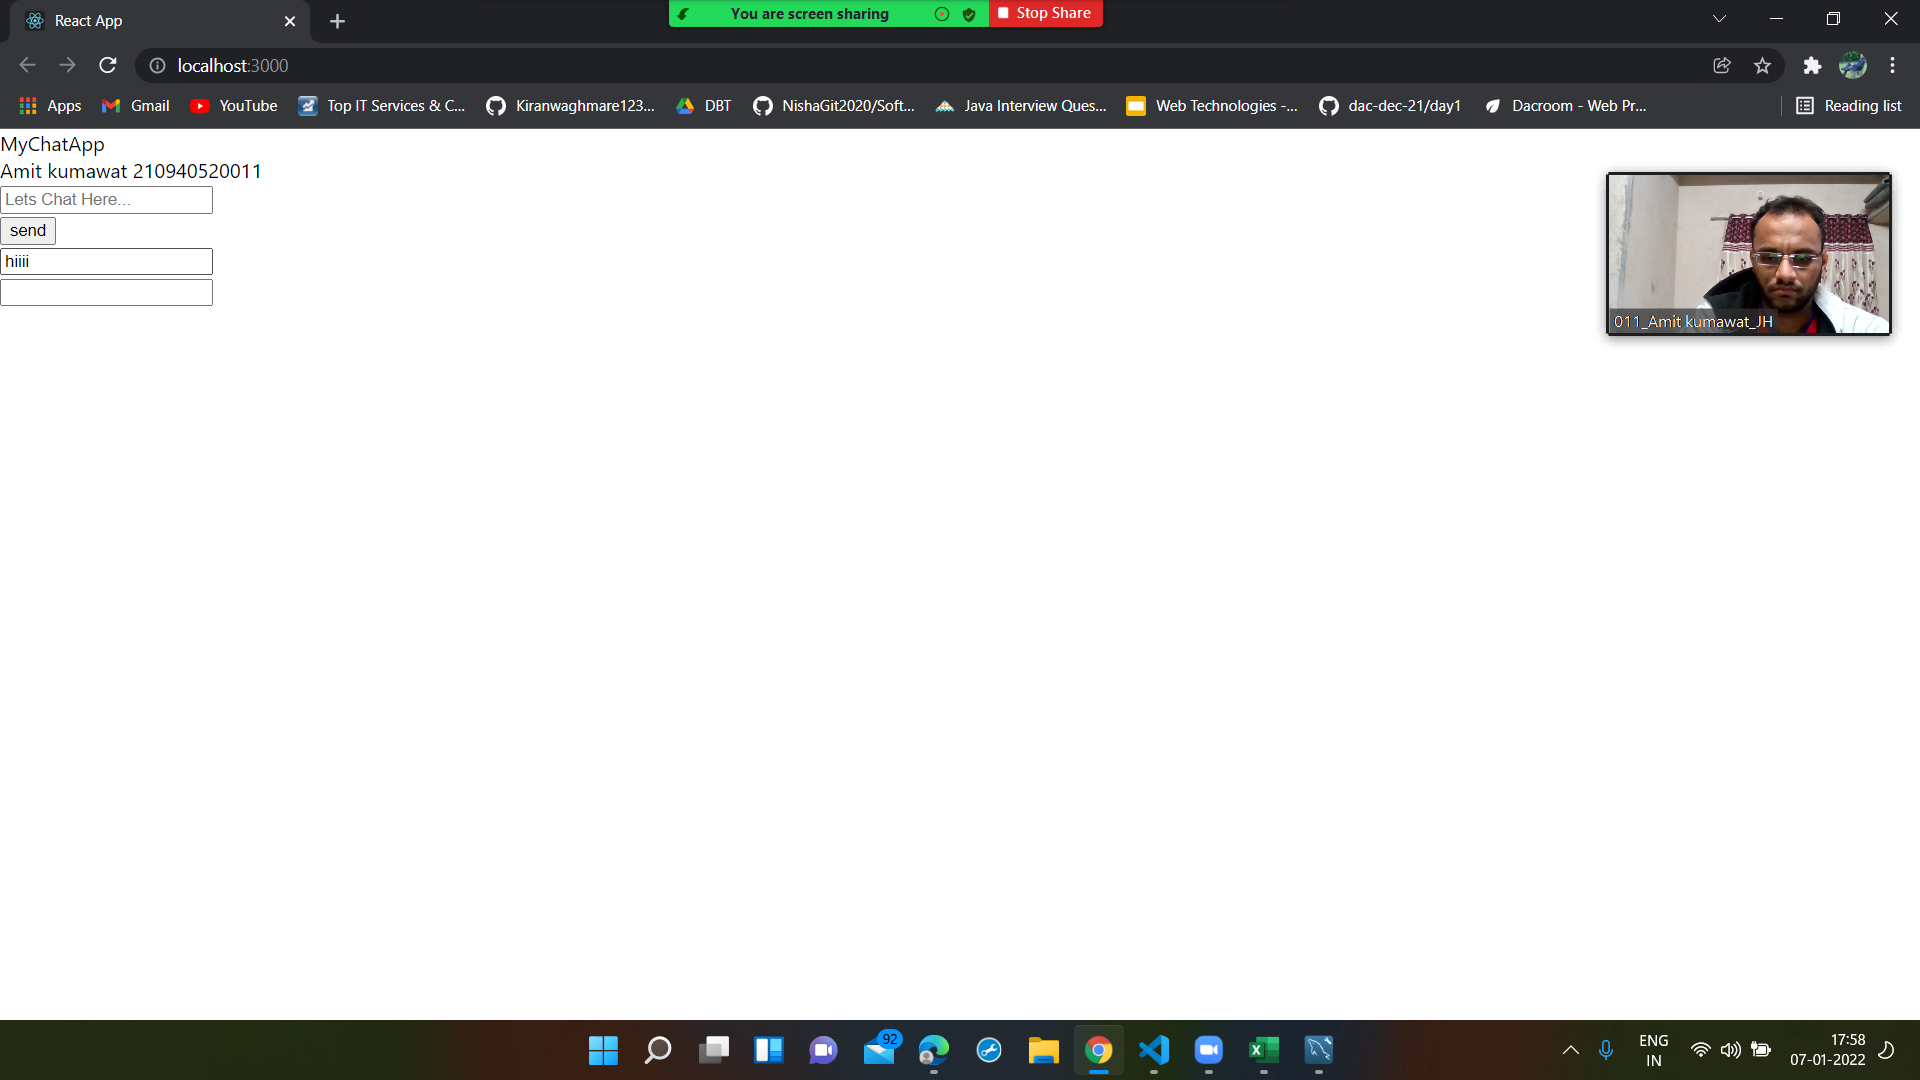 React App
You are screen sharing
Stop Share
localhost:3000
Apps
Gmail
YouTube
Top IT Services & C...
Kiranwaghmare123...
DBT
NishaGit2020/Soft...
Java Interview Ques...
Web Technologies -...
dac-dec-21/day1
Dacroom - Web Pr...
Reading list
MyChatApp
Amit kumawat 210940520011
Lets Chat Here...
send
hiiii
011_Amit kumawat_JH
92
ENG
IN
17:58
07-01-2022